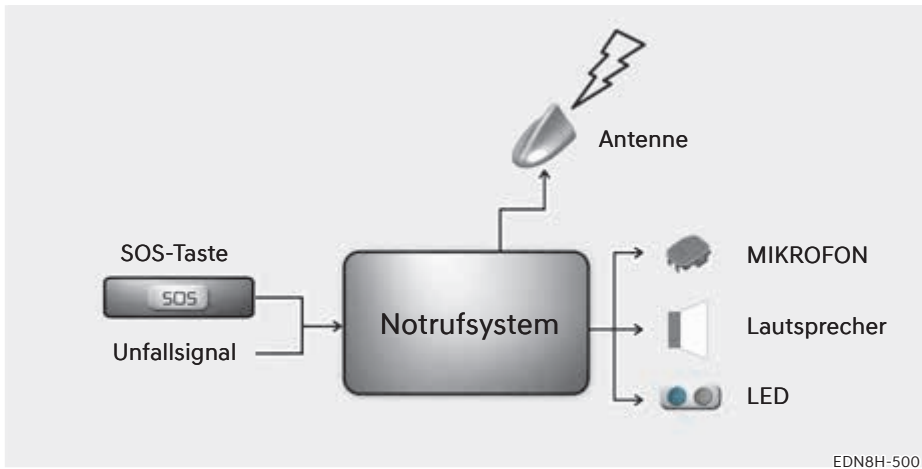 Antenne
SOS-Taste
SOS
Unfallsignal
Notrufsystem
MIKROFON
Lautsprecher
LED
EDN8H-500